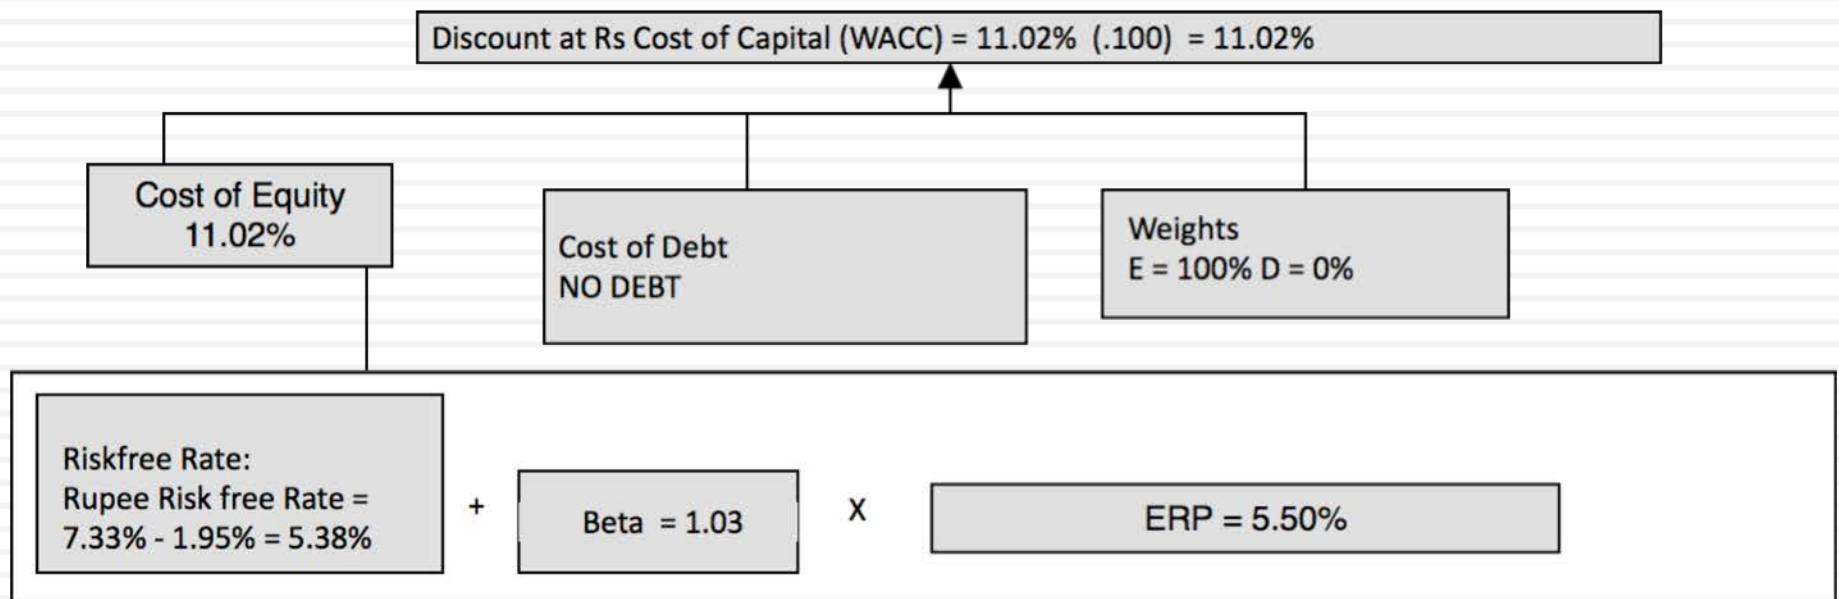 Discount at Rs Cost of Capital (WACC) = 11.02% (.100) = 11.02%
Cost of Equity
11.02%
Cost of Debt
NO DEBT
Weights
E = 100% D = 0%
Riskfree Rate:
Rupee Risk free Rate =
7.33% - 1.95% = 5.38%
+
Beta = 1.03
X
ERP = 5.50%